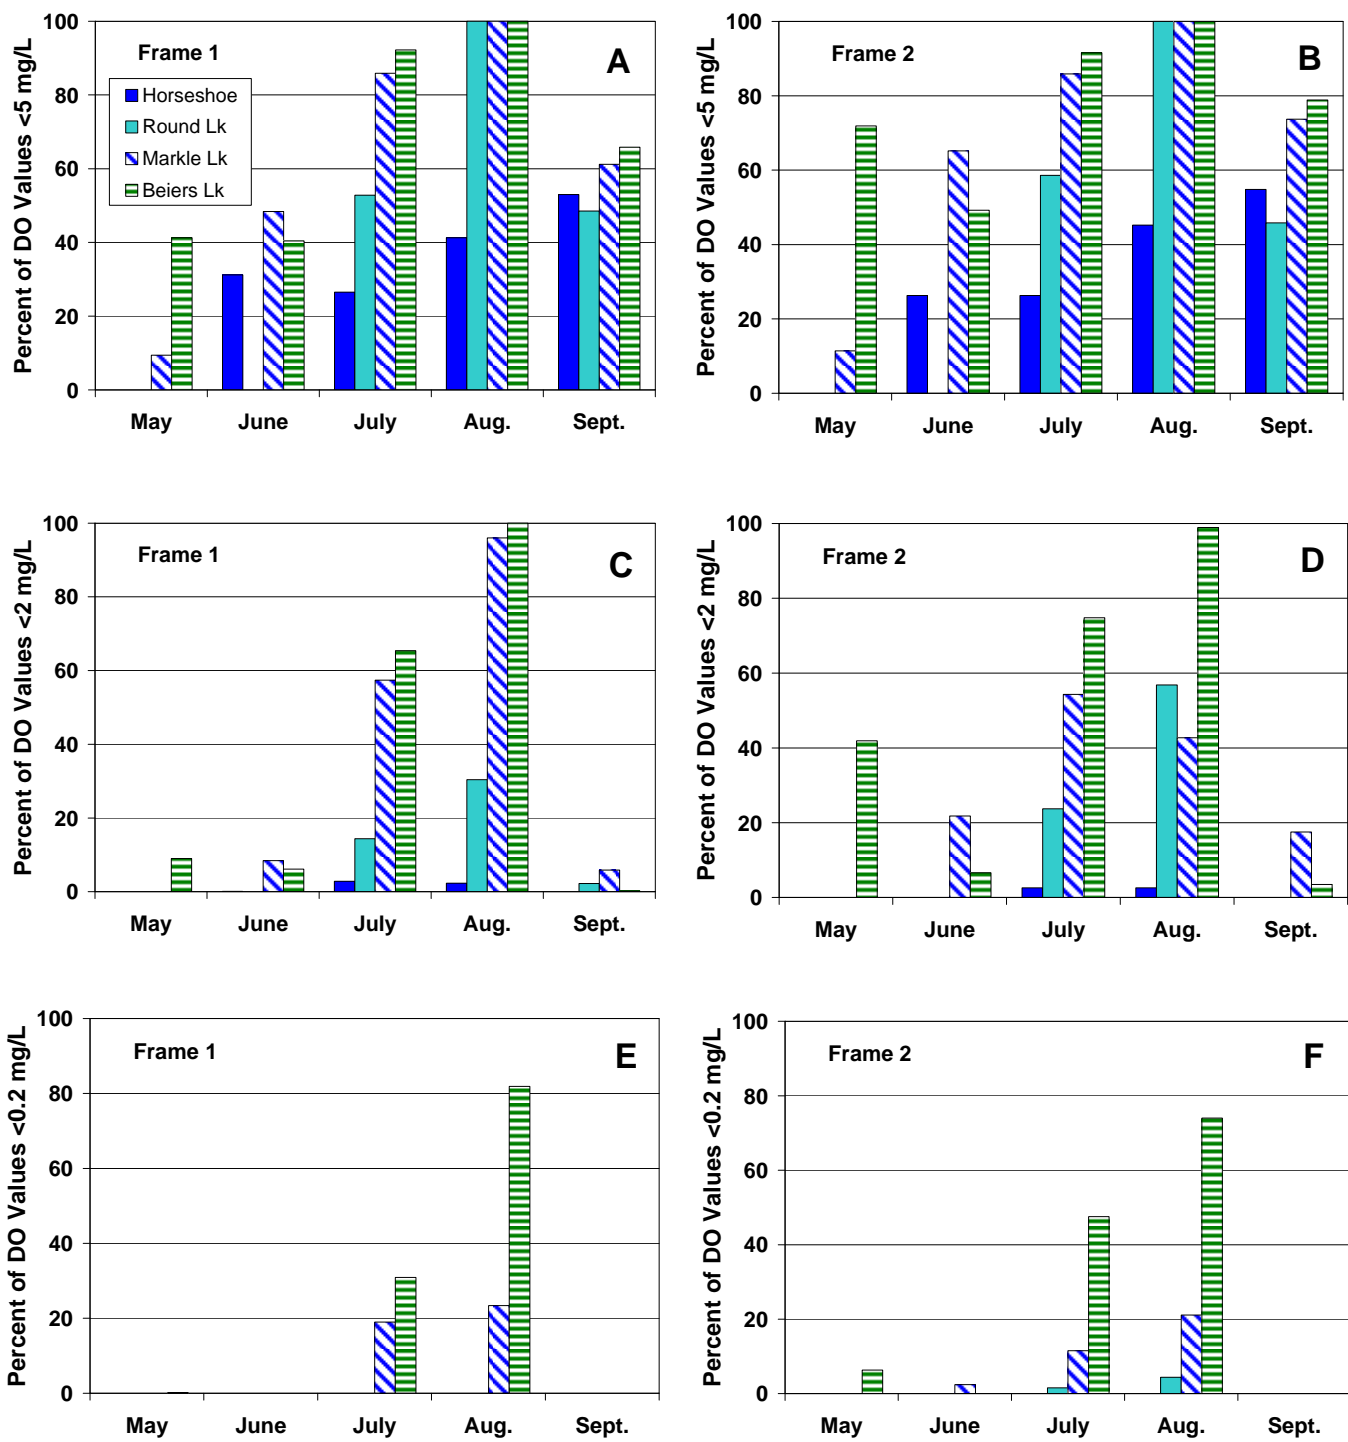 Percent of DO Values <5 mg/L
100
80
60
40
20
0
Frame 1
A
Horseshoe
Round Lk
Markle Lk
Beiers Lk
May June July Aug. Sept.
Percent of DO Values <5 mg/L
100
80
60
40
20
0
Frame 2
B
May June July Aug. Sept.
Percent of DO Values <2 mg/L
100
80
60
40
20
0
Frame 1
C
May June July Aug. Sept.
Percent of DO Values <2 mg/L
100
80
60
40
20
0
Frame 2
D
May June July Aug. Sept.
Percent of DO Values <0.2 mg/L
100
80
60
40
20
0
Frame 1
E
May June July Aug. Sept.
Percent of DO Values <0.2 mg/L
100
80
60
40
20
0
Frame 2
F
May June July Aug. Sept.